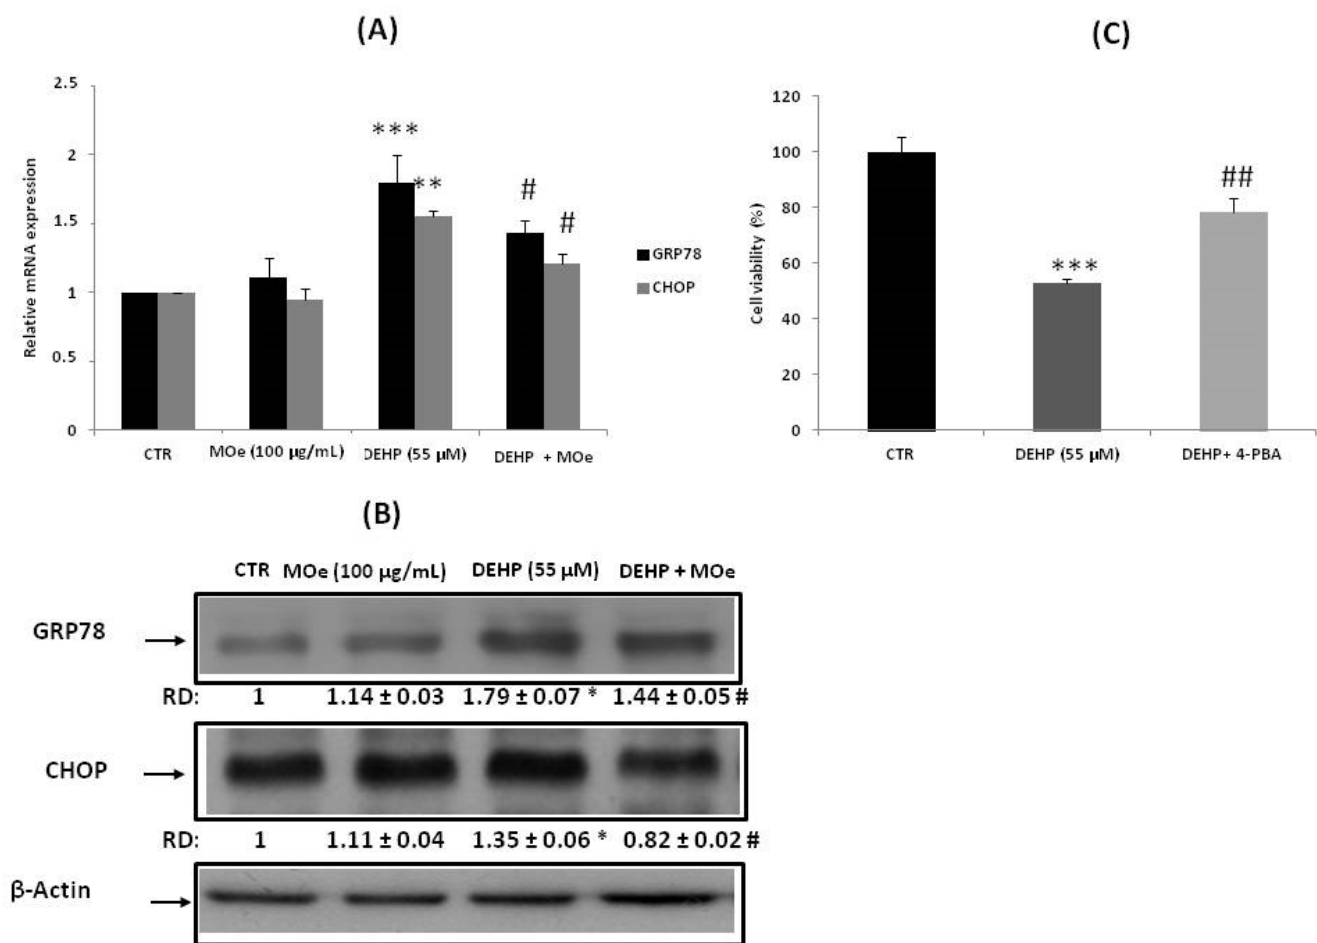 (A)
2.5
2
1.5
1
0.5
0
Relative mRNA expression
***
**
#
#
GRP78
CHOP
CTR MOe (100 µg/mL) DEHP (55 µM) DEHP + MOe
(C)
120
100
80
60
40
20
0
Cell viability (%)
***
##
CTR DEHP (55 µM) DEHP+ 4-PBA
(B)
CTR MOe (100 µg/mL) DEHP (55 µM) DEHP + MOe
GRP78
RD: 1 1.14 ± 0.03 1.79 ± 0.07 * 1.44 ± 0.05 #
CHOP
RD: 1 1.11 ± 0.04 1.35 ± 0.06 * 0.82 ± 0.02 #
β-Actin